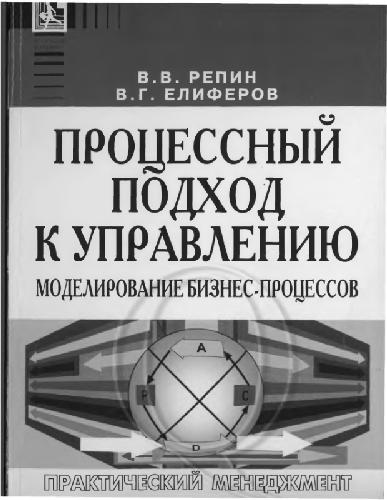 В.В. РЕПИН
В.Г. ЕЛИФЕРОВ
ПРОЦЕССНЫЙ
ПОДХОД
К УПРАВЛЕНИЮ
МОДЕЛИРОВАНИЕ БИЗНЕС-ПРОЦЕССОВ
A
P C
D
ПРАКТИЧЕСКИЙ МЕНЕДЖМЕНТ